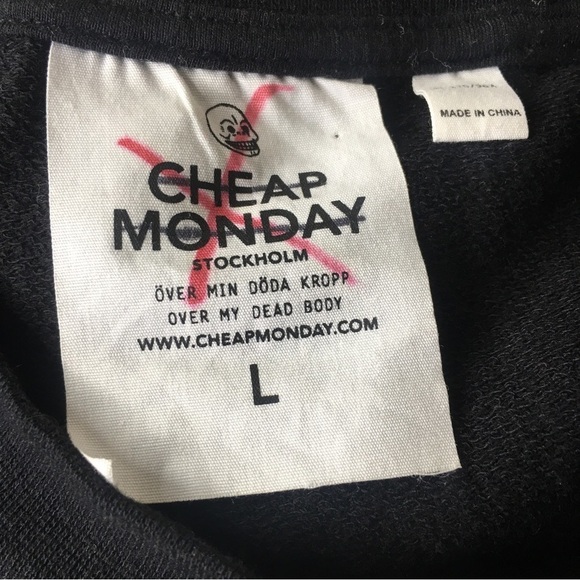 CHEAP
MONDAY
STOCKHOLM
ÖVER MIN DÖDA KROPP
OVER MY DEAD BODY
WWW.CHEAPMONDAY.COM
L
MADE IN CHINA